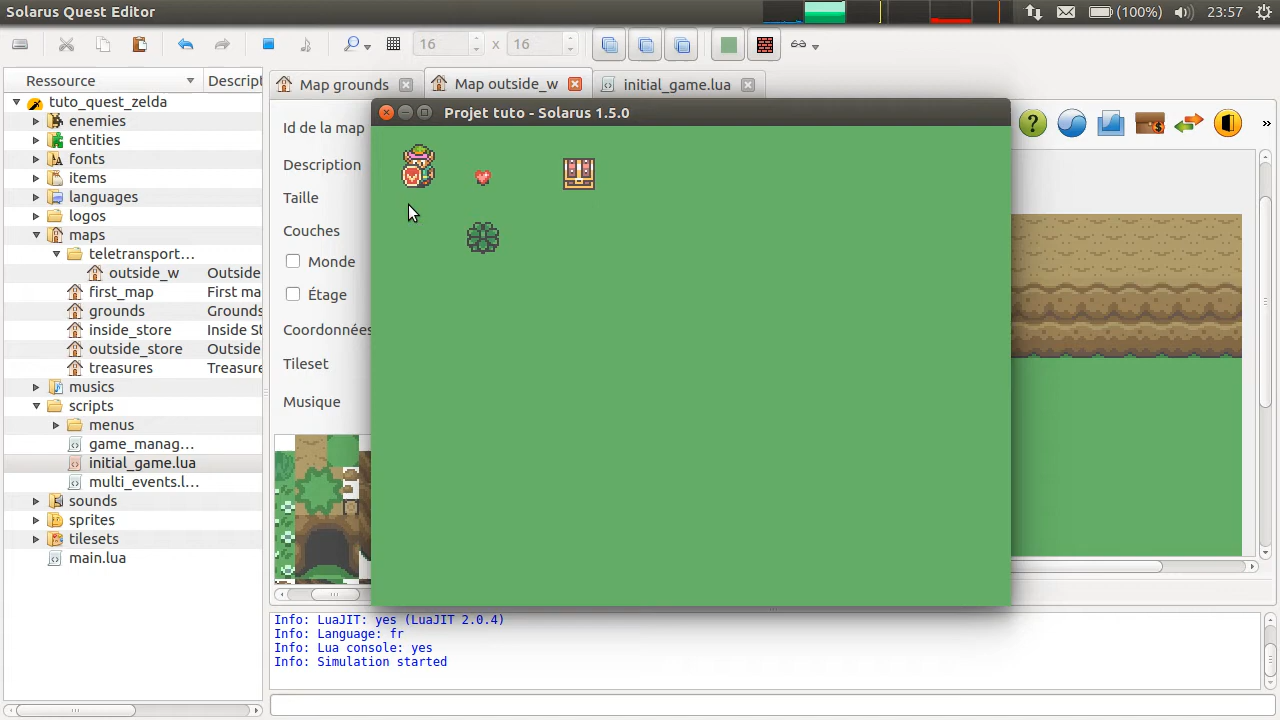 Solarus Quest Editor
(100%) 23:57
16 x 16
Ressource Descript
Map grounds
Map outside_w
initial_game.lua
tuto_quest_zelda
enemies
entities
fonts
items
languages
logos
maps
teletransport...
outside_w Outside
first_map First ma
grounds Grounds
inside_store Inside St
outside_store Outside
treasures Treasure
musics
scripts
menus
game_manag...
initial_game.lua
multi_events.l...
sounds
sprites
tilesets
main.lua
Id de la map
Description
Taille
Couches
Monde
Étage
Coordonnées
Tileset
Musique
Projet tuto - Solarus 1.5.0
Info: LuaJIT: yes (LuaJIT 2.0.4)
Info: Language: fr
Info: Lua console: yes
Info: Simulation started